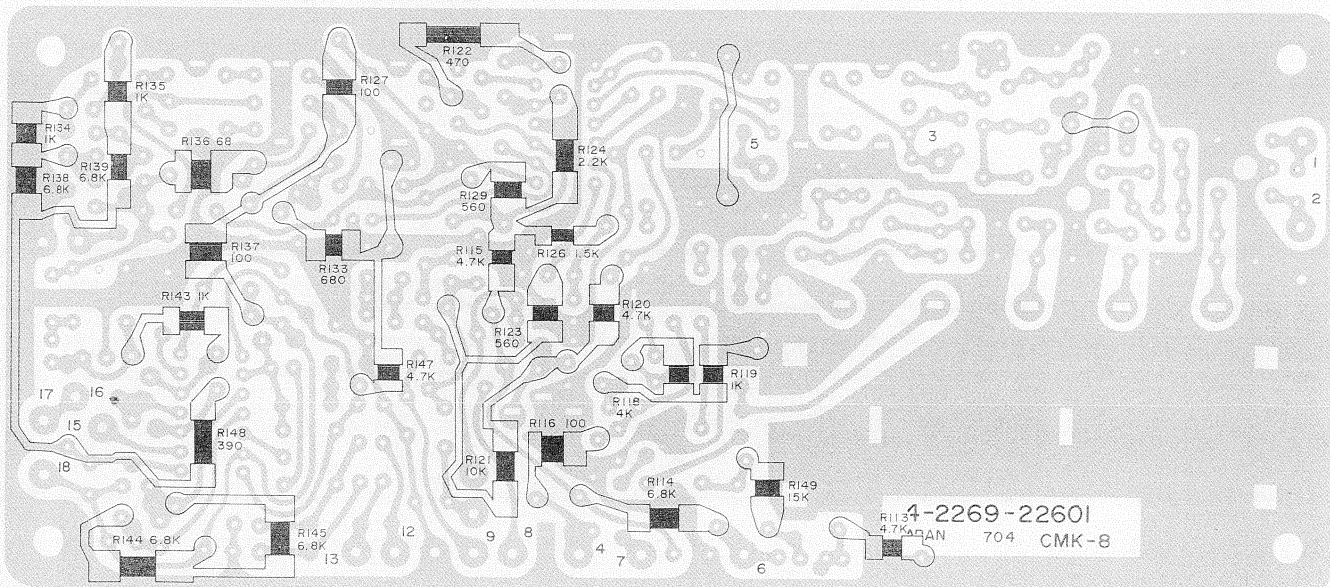 R122
470
R135
1K
R127
100
R134
1K
R136 68
R124
2.2K
5
3
1
R139
6.8K
R138
6.8K
R129
560
2
R137
100
R133
680
R115
4.7K
R126 1.5K
R143 1K
R123
560
R120
4.7K
R147
4.7K
R119
1K
R118
4K
17
16
15
18
R148
390
R116 100
R121
10K
R114
6.8K
R149
15K
12
9
8
4
7
6
13
R144 6.8K
R145
6.8K
R113
4.7K
4-2269-22601
704 CMK-8